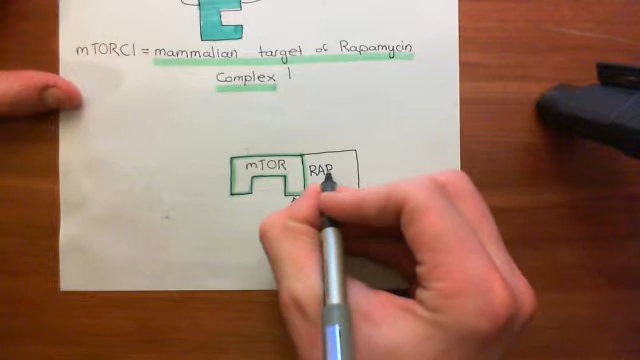 mTORC1 = mammalian target of Rapamycin
Complex 1
mTOR RAP